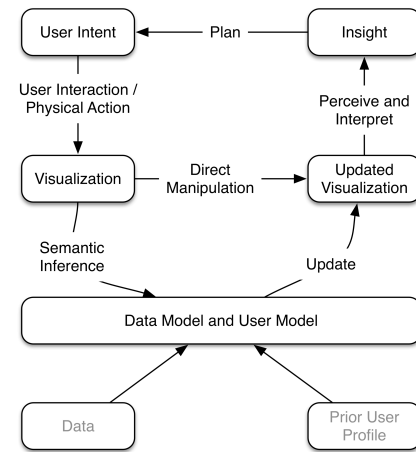 User Intent
Plan
Insight
User Interaction /
Physical Action
Perceive and
Interpret
Visualization
Direct
Manipulation
Updated
Visualization
Semantic
Inference
Update
Data Model and User Model
Data
Prior User
Profile